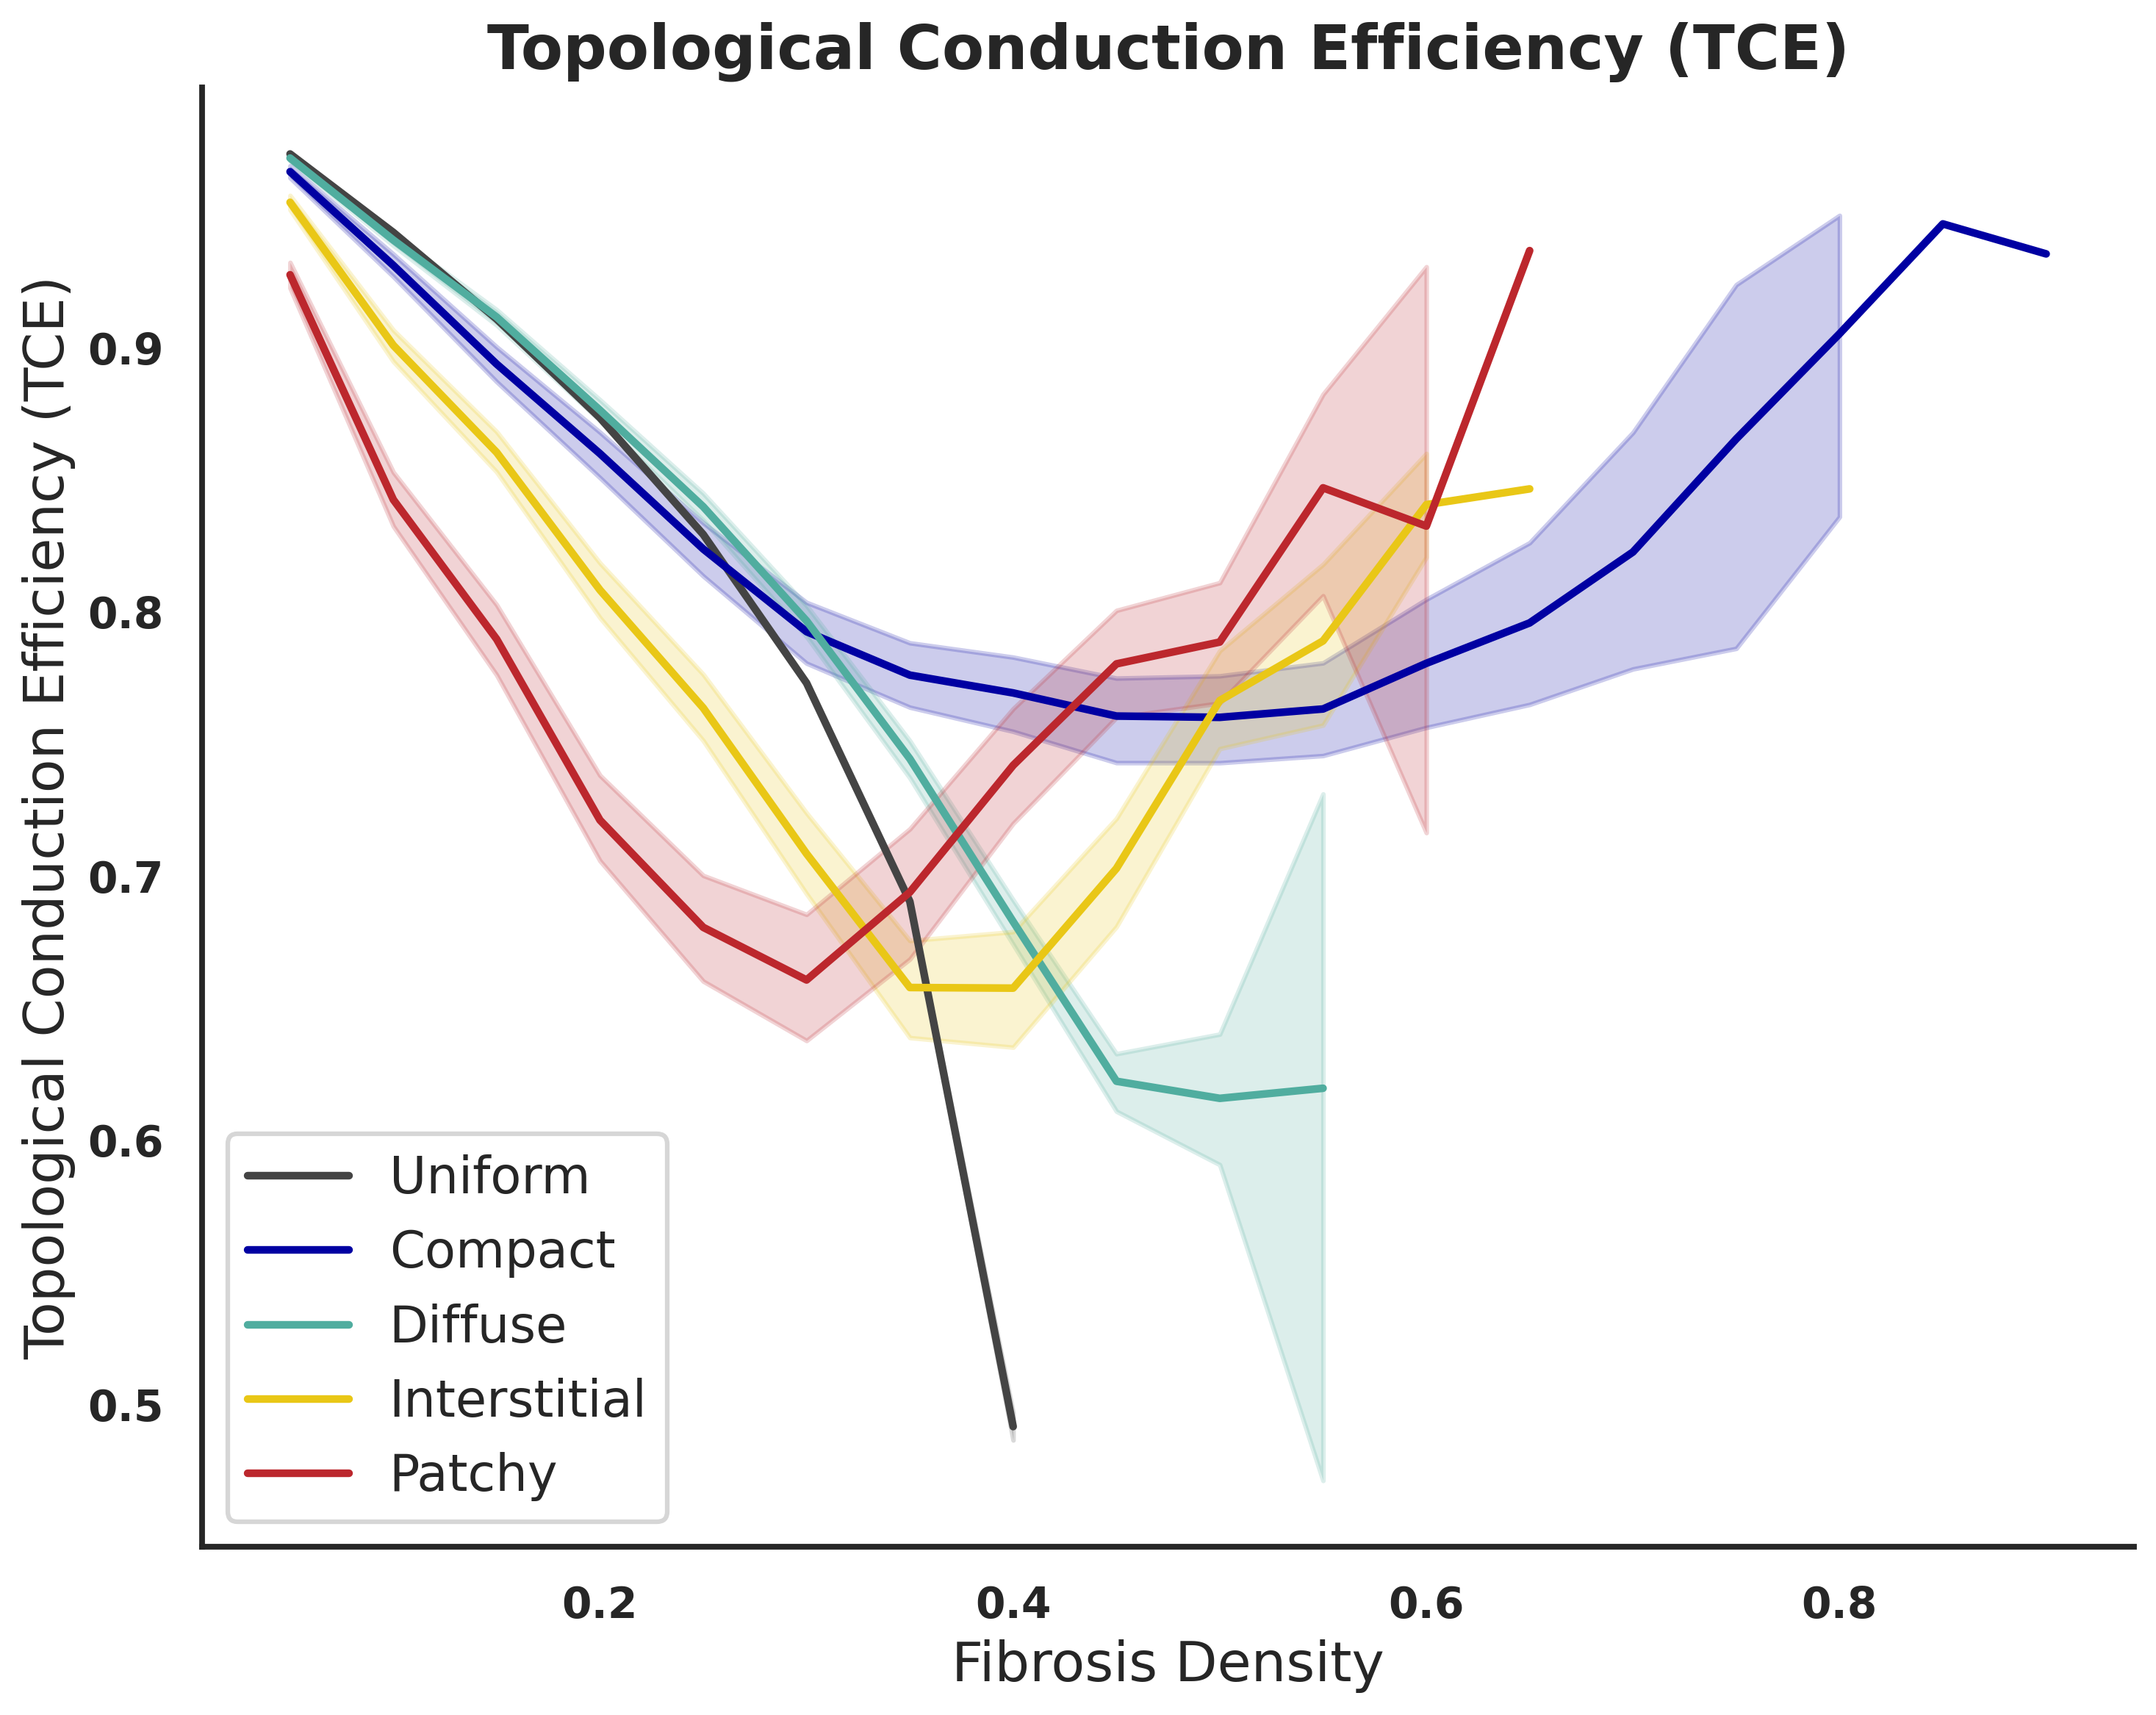 Topological Conduction Efficiency (TCE)
Topological Conduction Efficiency (TCE)
0.9
0.8
0.7
0.6
0.5
Uniform
Compact
Diffuse
Interstitial
Patchy
0.2 0.4 0.6 0.8
Fibrosis Density